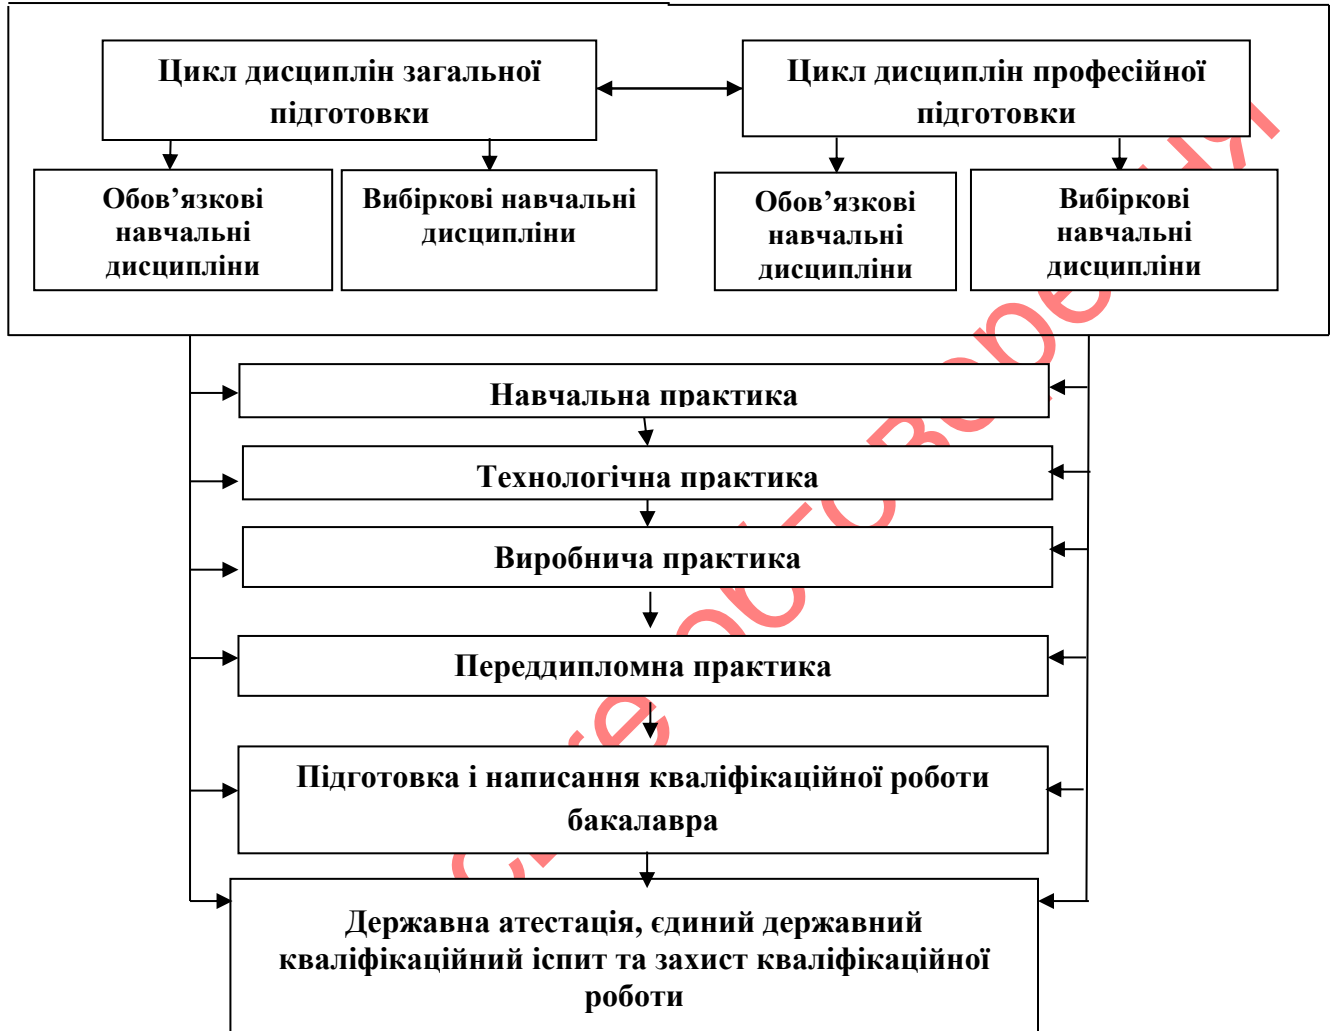 Цикл дисциплін загальної
підготовки
Цикл дисциплін професійної
підготовки
Обов’язкові
навчальні
дисципліни
Вибіркові навчальні
дисципліни
Обов’язкові
навчальні
дисципліни
Вибіркові
навчальні
дисципліни
Навчальна практика
Технологічна практика
Виробнича практика
Переддипломна практика
Підготовка і написання кваліфікаційної роботи
бакалавра
Державна атестація, єдиний державний
кваліфікаційний іспит та захист кваліфікаційної
роботи